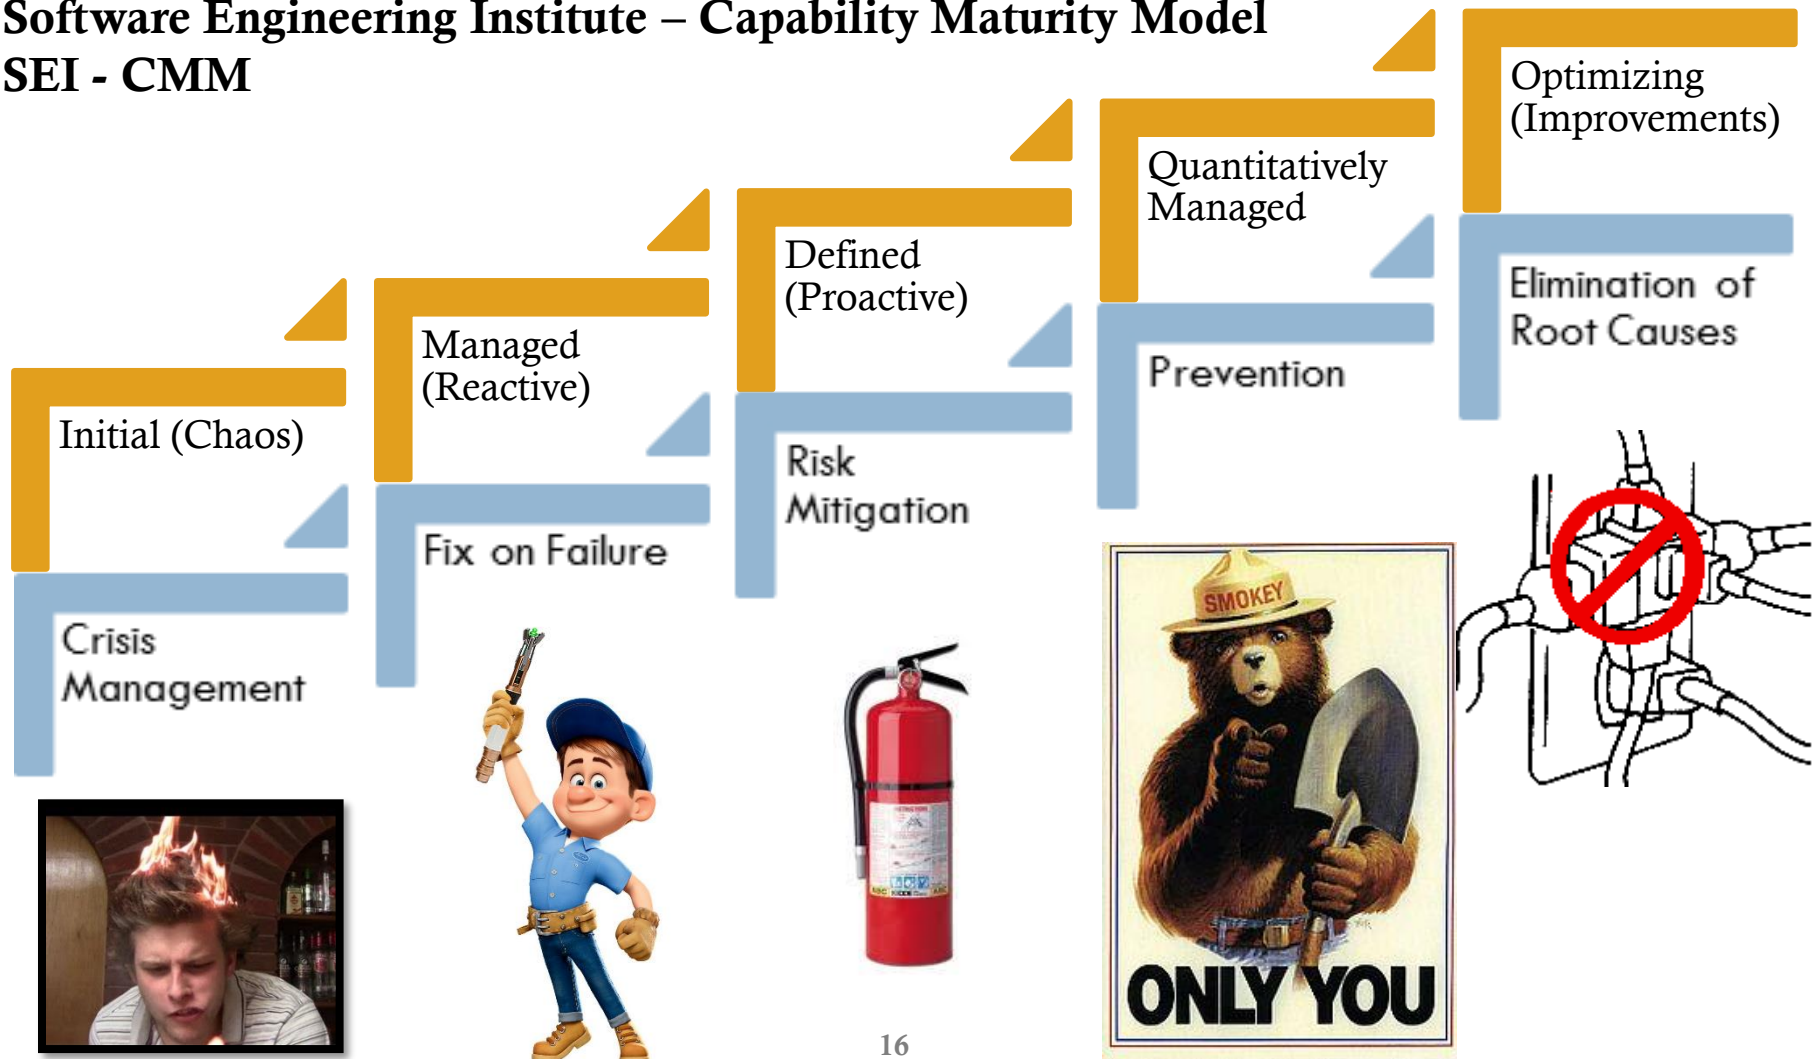 Software Engineering Institute – Capability Maturity Model
SEI - CMM
Optimizing
(Improvements)
Quantitatively
Managed
Defined
(Proactive)
Managed
(Reactive)
Initial (Chaos)
Elimination of
Root Causes
Prevention
Risk
Mitigation
Fix on Failure
Crisis
Management
SMOKEY
ONLY YOU
16